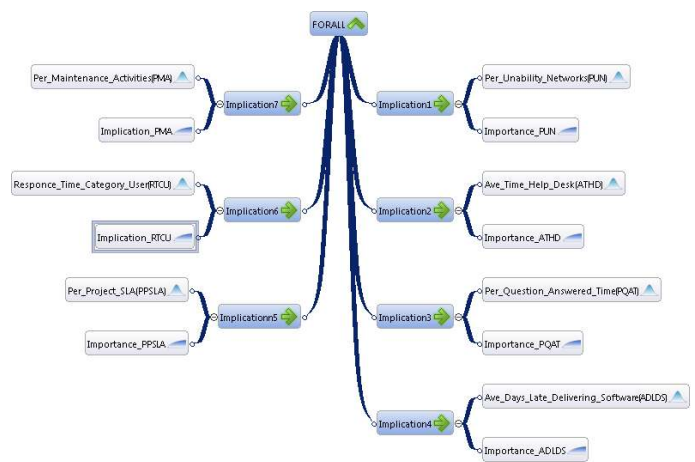 FORALL
Per_Maintenance_Activities(PMA)
Implication7
Implication_PMA
Responce_Time_Category_User(RTCU)
Implication6
Implication_RTCU
Per_Project_SLA(PPSLA)
Implicationn5
Importance_PPSLA
Per_Unability_Networks(PUN)
Implication1
Importance_PUN
Ave_Time_Help_Desk(ATHD)
Implication2
Importance_ATHD
Per_Question_Answered_Time(PQAT)
Implication3
Importance_PQAT
Ave_Days_Late_Delivering_Software(ADLDS)
Implication4
Importance_ADLDS